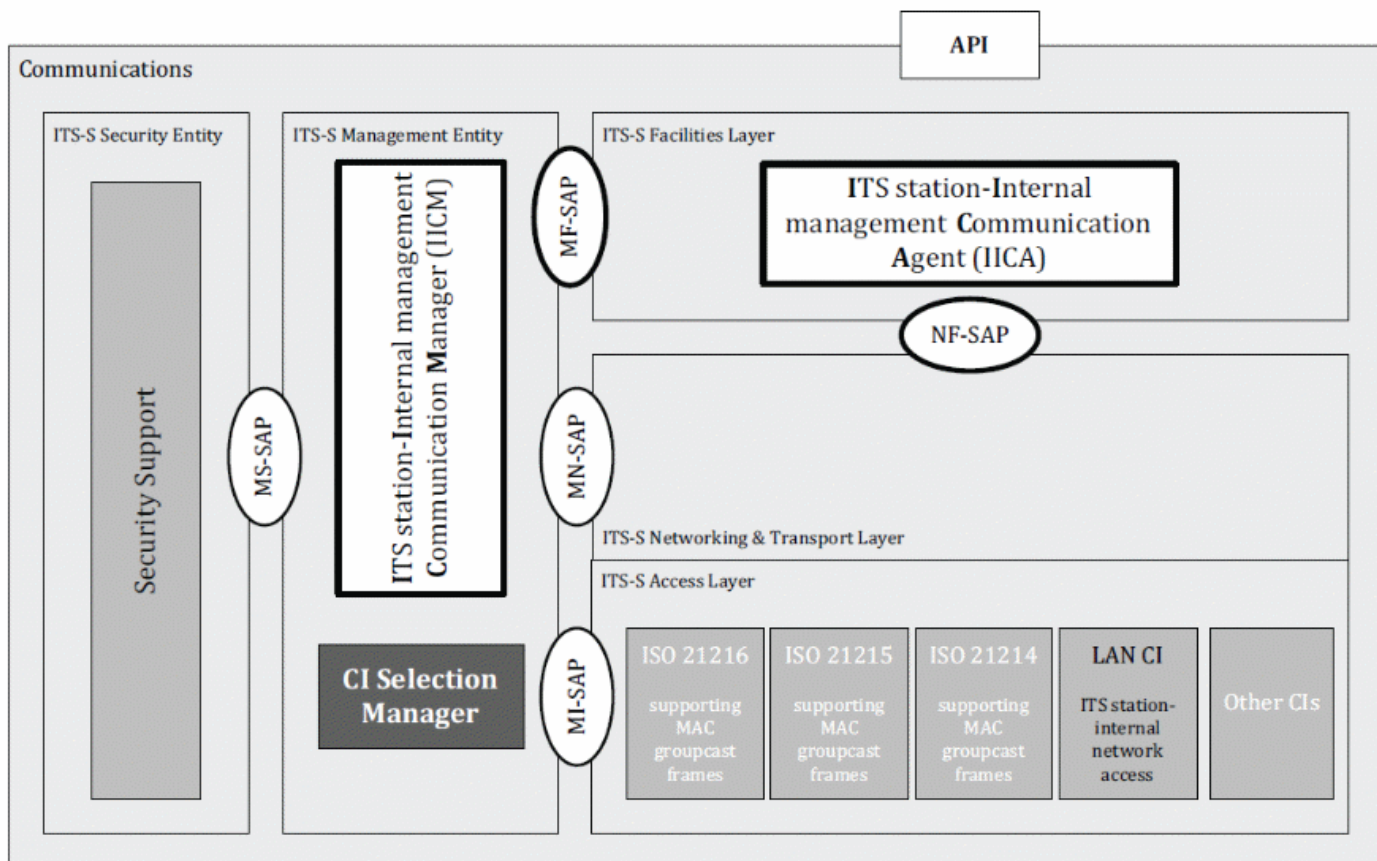 API
Communications
ITS-S Security Entity
Security Support
MS-SAP
ITS-S Management Entity
ITS station-Internal management
Communication Manager (IICM)
CI Selection
Manager
MF-SAP
MN-SAP
MI-SAP
ITS-S Facilities Layer
ITS station-Internal
management Communication
Agent (IICA)
NF-SAP
ITS-S Networking & Transport Layer
ITS-S Access Layer
ISO 21216
supporting
MAC
groupcast
frames
ISO 21215
supporting
MAC
groupcast
frames
ISO 21214
supporting
MAC
groupcast
frames
LAN CI
ITS station-
internal
network
access
Other CIs